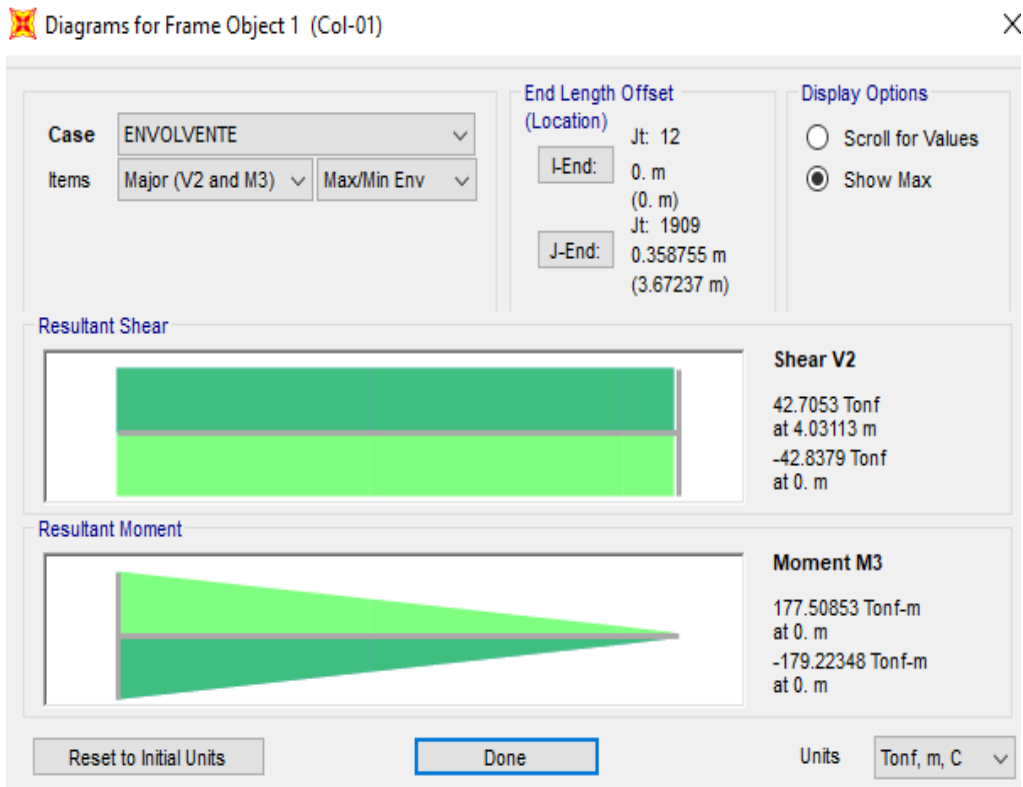 Diagrams for Frame Object 1 (Col-01)
Case ENVOLVENTE
Items Major (V2 and M3) Max/Min Env
End Length Offset
(Location)
Jt: 12
I-End: 0. m
(0. m)
Jt: 1909
J-End: 0.358755 m
(3.67237 m)
Display Options
Scroll for Values
Show Max
Resultant Shear
Shear V2
42.7053 Tonf
at 4.03113 m
-42.8379 Tonf
at 0. m
Resultant Moment
Moment M3
177.50853 Tonf-m
at 0. m
-179.22348 Tonf-m
at 0. m
Reset to Initial Units Done Units Tonf, m, C